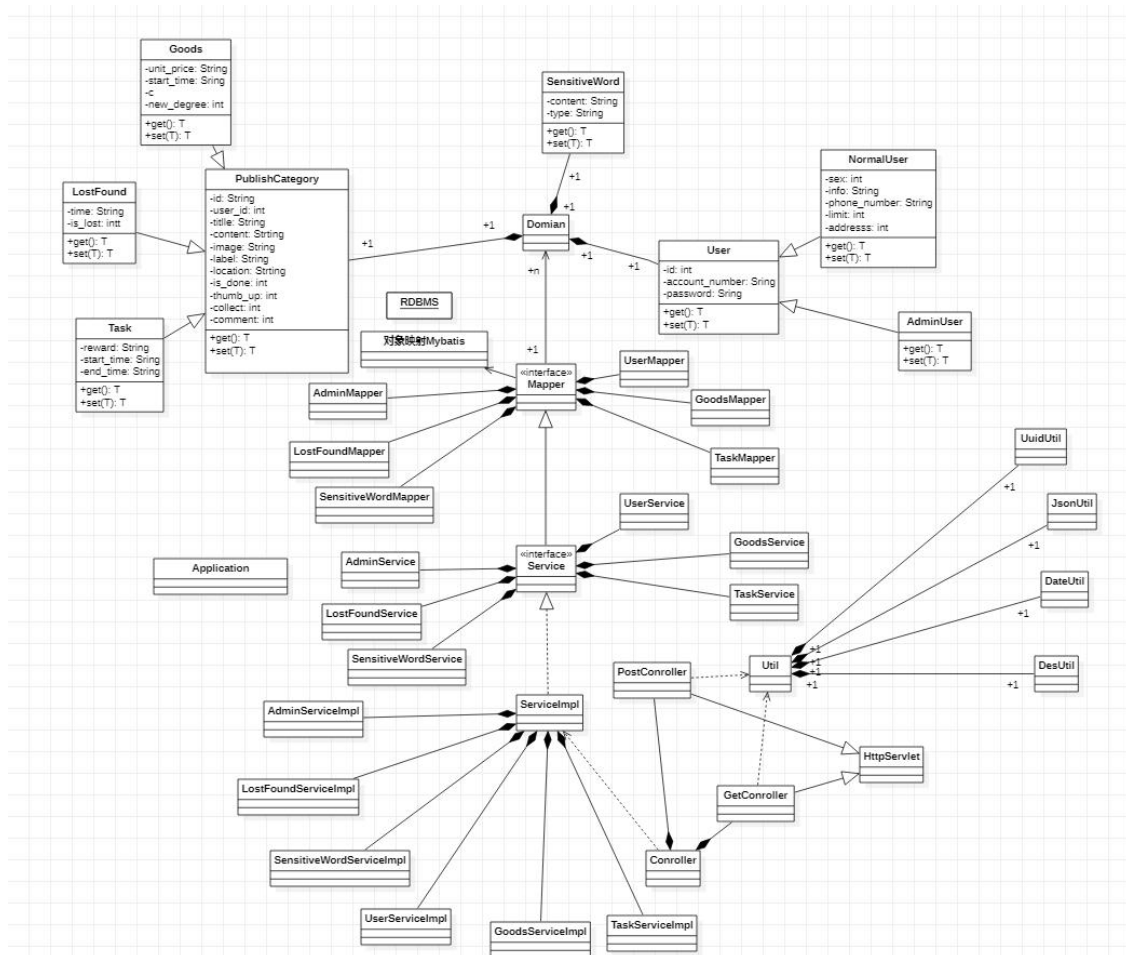 Goods
-unit_price: String
-start_time: Sring
-c
-new_degree: int
+get(): T
+set(T): T
SensitiveWord
-content: String
-type: String
+get(): T
+set(T): T
+1
LostFound
-time: String
-is_lost: intt
+get(): T
+set(T): T
PublishCategory
-id: String
-user_id: int
-titlle: String
-content: Strting
-image: String
-label: String
-location: Strting
-is_done: int
-thumb_up: int
-collect: int
-comment: int
+get(): T
+set(T): T
+1
+1
+1
Domian
+1
+1
+n
NormalUser
-sex: int
-info: String
-phone_number: String
-limit: int
-addresss: int
+get(): T
+set(T): T
User
-id: int
-account_number: Sring
-password: Sring
+get(): T
+set(T): T
AdminUser
+get(): T
+set(T): T
Task
-reward: String
-start_time: Sring
-end_time: String
+get(): T
+set(T): T
RDBMS
对象映射Mybatis
+1
«interface»
Mapper
UserMapper
AdminMapper
GoodsMapper
LostFoundMapper
TaskMapper
SensitiveWordMapper
UuidUtil
+1
JsonUtil
+1
DateUtil
+1
DesUtil
+1
UserService
«interface»
Service
AdminService
GoodsService
TaskService
LostFoundService
SensitiveWordService
Application
PostConroller
Util
+1
+1
+1
+1
ServiceImpl
AdminServiceImpl
HttpServlet
LostFoundServiceImpl
GetConroller
SensitiveWordServiceImpl
Conroller
UserServiceImpl
GoodsServiceImpl
TaskServiceImpl